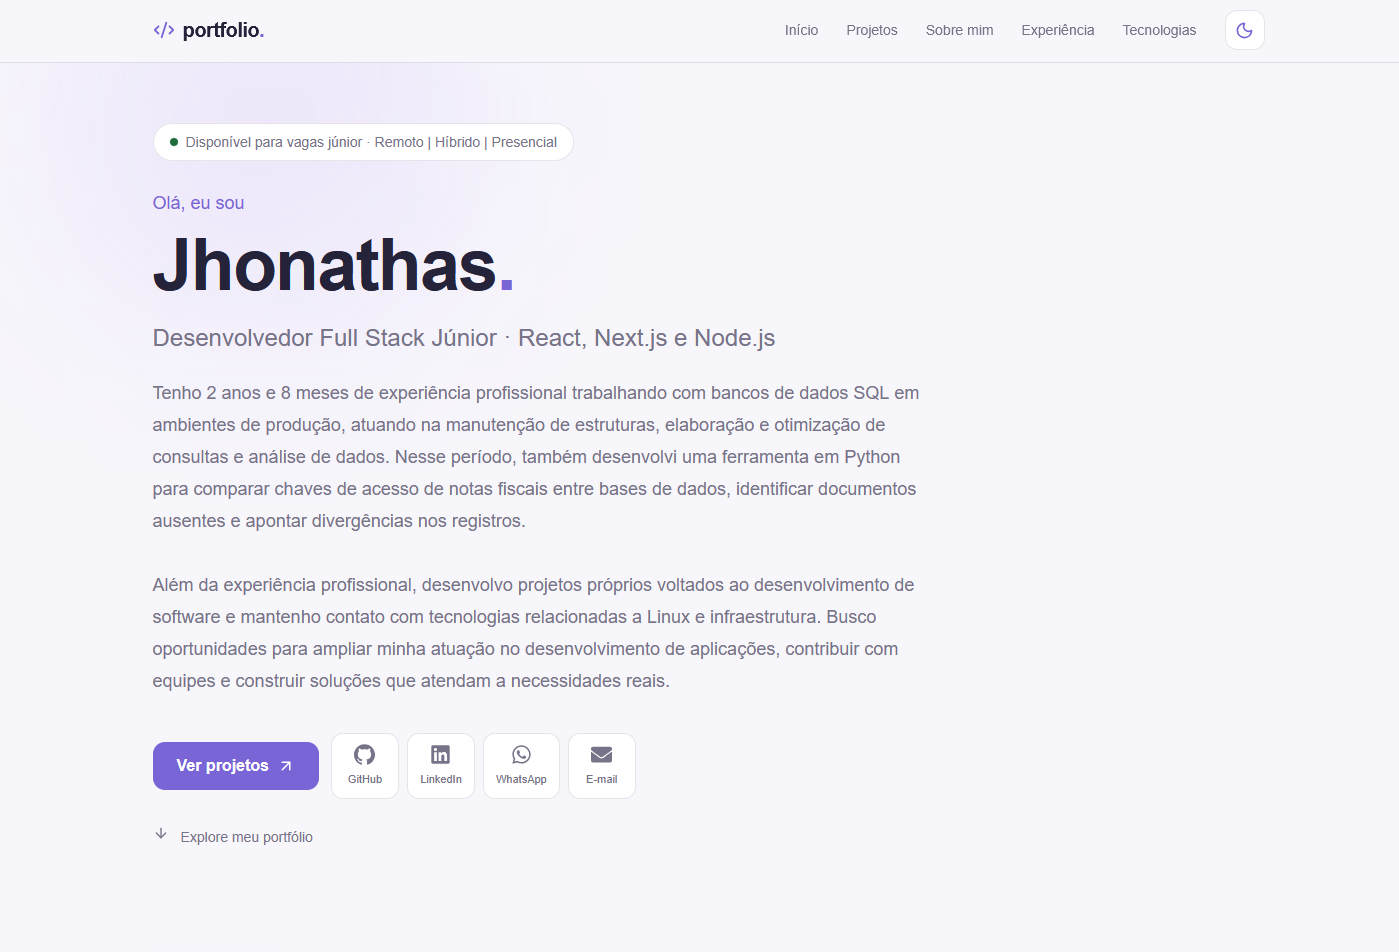 </> portfolio.
Início
Projetos
Sobre mim
Experiência
Tecnologias
Disponível para vagas júnior · Remoto | Híbrido | Presencial
Olá, eu sou
Jhonathas.
Desenvolvedor Full Stack Júnior · React, Next.js e Node.js
Tenho 2 anos e 8 meses de experiência profissional trabalhando com bancos de dados SQL em
ambientes de produção, atuando na manutenção de estruturas, elaboração e otimização de
consultas e análise de dados. Nesse período, também desenvolvi uma ferramenta em Python
para comparar chaves de acesso de notas fiscais entre bases de dados, identificar documentos
ausentes e apontar divergências nos registros.
Além da experiência profissional, desenvolvo projetos próprios voltados ao desenvolvimento de
software e mantenho contato com tecnologias relacionadas a Linux e infraestrutura. Busco
oportunidades para ampliar minha atuação no desenvolvimento de aplicações, contribuir com
equipes e construir soluções que atendam a necessidades reais.
Ver projetos
GitHub
LinkedIn
WhatsApp
E-mail
Explore meu portfólio